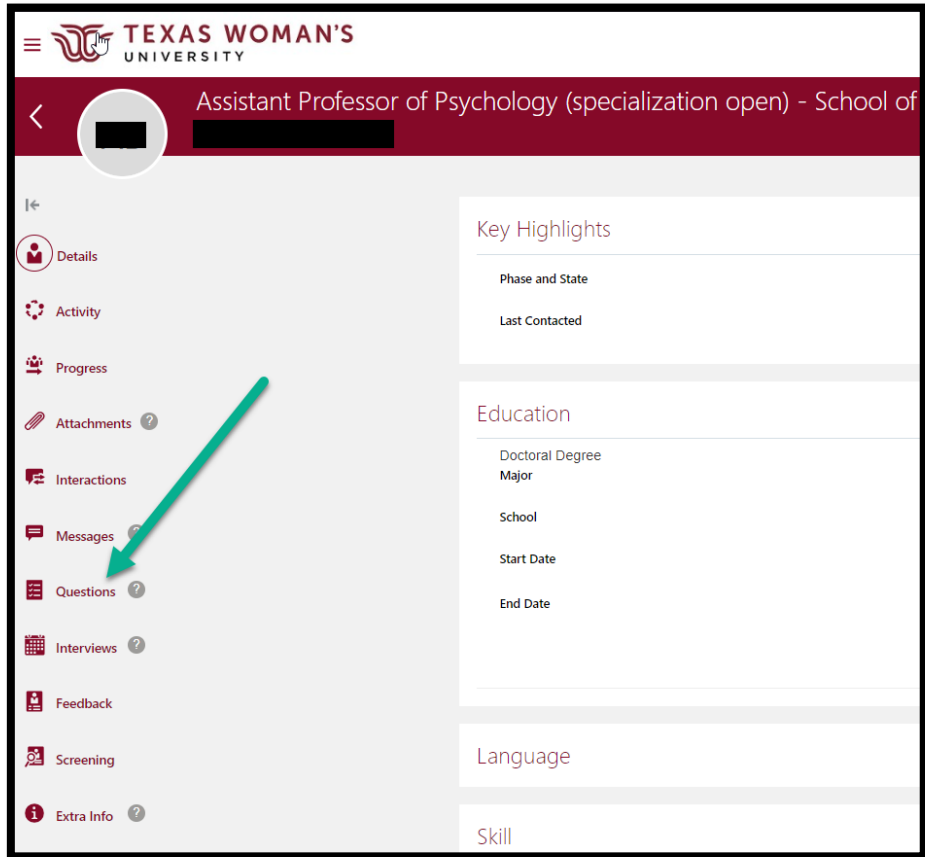 TEXAS WOMAN'S
UNIVERSITY
Assistant Professor of Psychology (specialization open) - School of
Details
Activity
Progress
Attachments ?
Interactions
Messages
Questions ?
Interviews ?
Feedback
Screening
Extra Info ?
Key Highlights
Phase and State
Last Contacted
Education
Doctoral Degree
Major
School
Start Date
End Date
Language
Skill